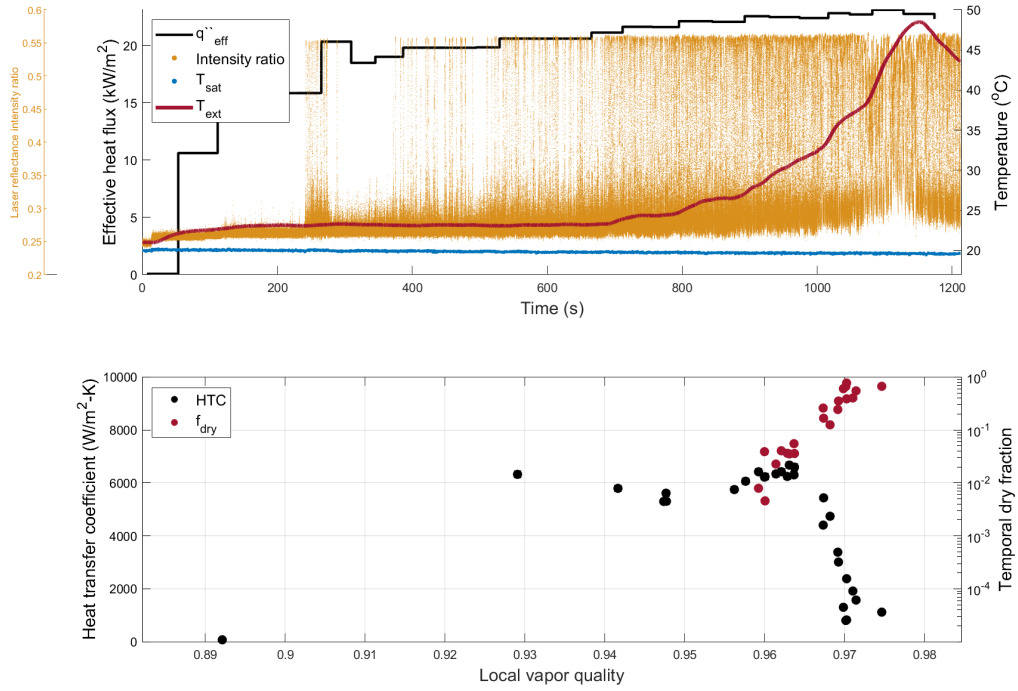 0.6
0.55
0.5
0.45
0.4
0.35
0.3
0.25
0.2
Laser reflectance intensity ratio
20
15
10
5
0
Effective heat flux (kW/m²)
q``eff
Intensity ratio
Tsat
Text
50
45
40
35
30
25
20
Temperature (°C)
0 200 400 600 800 1000 1200
Time (s)
10000
8000
6000
4000
2000
0
Heat transfer coefficient (W/m²-K)
HTC
fdry
10⁰
10⁻¹
10⁻²
10⁻³
10⁻⁴
Temporal dry fraction
0.89 0.9 0.91 0.92 0.93 0.94 0.95 0.96 0.97 0.98
Local vapor quality